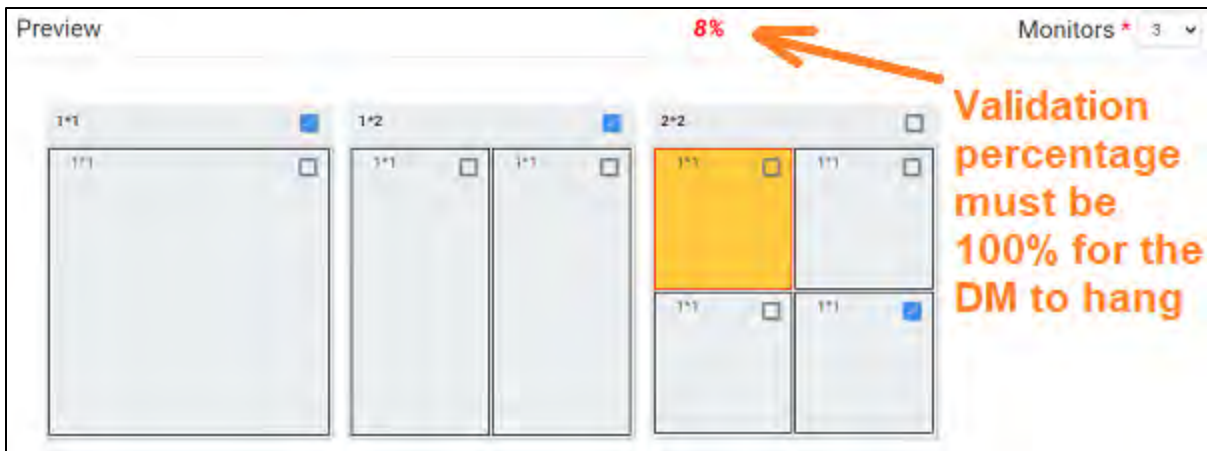 Preview
8%
Monitors * 3
Validation
percentage
must be
100% for the
DM to hang
1*1
1*2
2*2
1*1
1*1
1*1
1*1
1*1
1*1
1*1